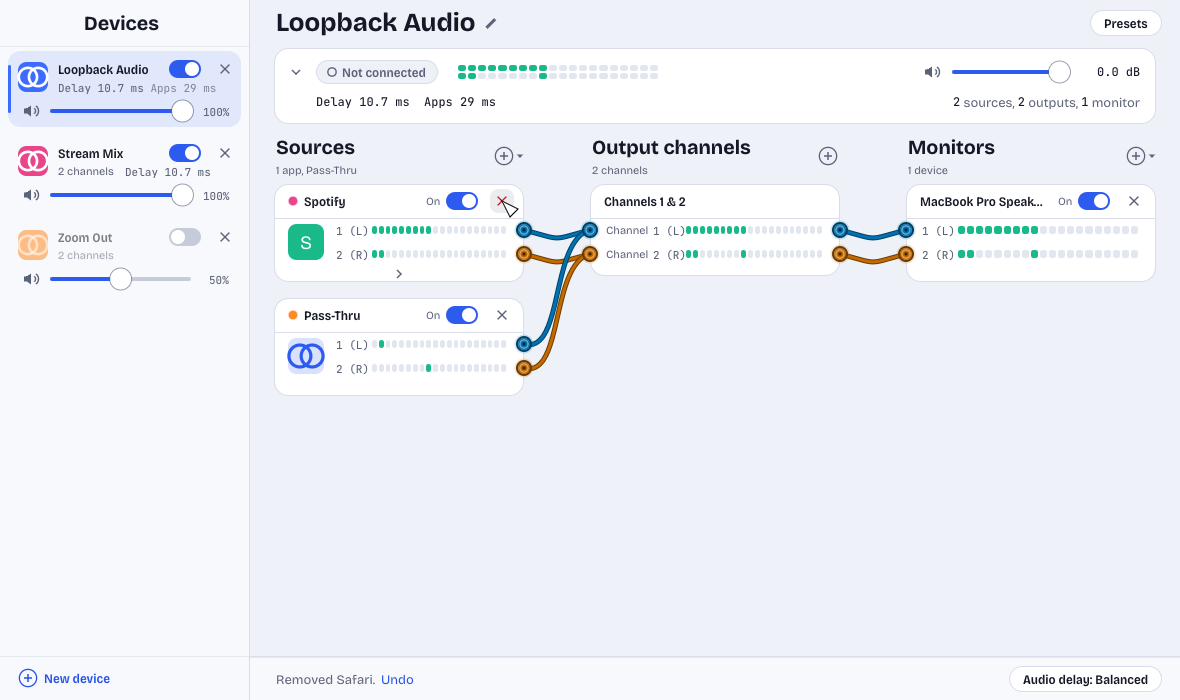 Devices
Loopback Audio
Delay 10.7 ms Apps 29 ms
100%
Stream Mix
2 channels Delay 10.7 ms
100%
Zoom Out
2 channels
50%
New device
Loopback Audio
Presets
Not connected
0.0 dB
Delay 10.7 ms Apps 29 ms
2 sources, 2 outputs, 1 monitor
Sources
1 app, Pass-Thru
Spotify On
S
1 (L)
2 (R)
Pass-Thru On
1 (L)
2 (R)
Output channels
2 channels
Channels 1 & 2
Channel 1 (L)
Channel 2 (R)
Monitors
1 device
MacBook Pro Speak... On
1 (L)
2 (R)
Removed Safari. Undo
Audio delay: Balanced